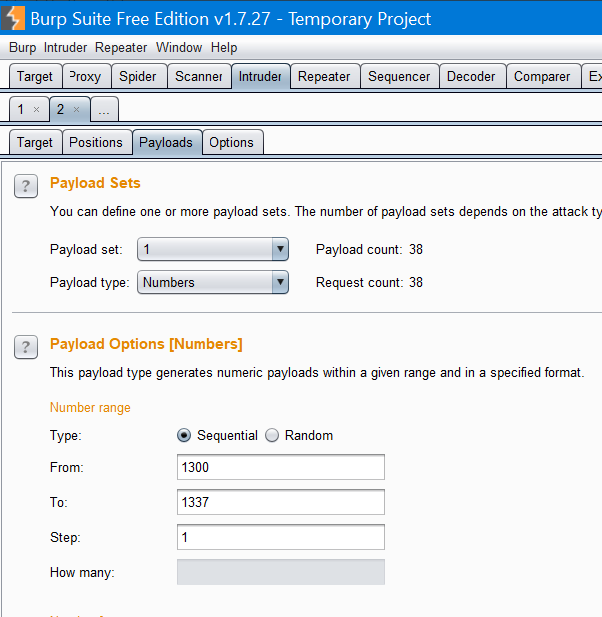 Burp Suite Free Edition v1.7.27 - Temporary Project
Burp Intruder Repeater Window Help
Target Proxy Spider Scanner Intruder Repeater Sequencer Decoder Comparer Ex
1 × 2 × ...
Target Positions Payloads Options
? Payload Sets
You can define one or more payload sets. The number of payload sets depends on the attack ty
Payload set: 1 Payload count: 38
Payload type: Numbers Request count: 38
? Payload Options [Numbers]
This payload type generates numeric payloads within a given range and in a specified format.
Number range
Type: Sequential Random
From: 1300
To: 1337
Step: 1
How many: